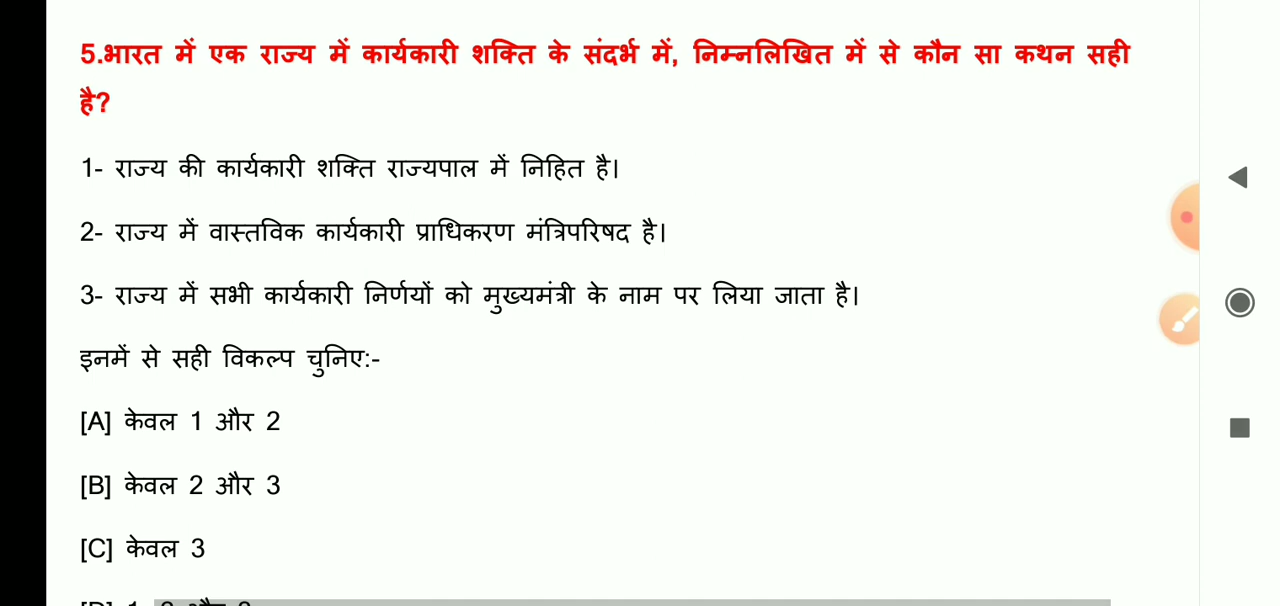 5.भारत में एक राज्य में कार्यकारी शक्ति के संदर्भ में, निम्नलिखित में से कौन सा कथन सही
है?
1- राज्य की कार्यकारी शक्ति राज्यपाल में निहित है।
2- राज्य में वास्तविक कार्यकारी प्राधिकरण मंत्रिपरिषद है।
3- राज्य में सभी कार्यकारी निर्णयों को मुख्यमंत्री के नाम पर लिया जाता है।
इनमें से सही विकल्प चुनिए:-
[A] केवल 1 और 2
[B] केवल 2 और 3
[C] केवल 3